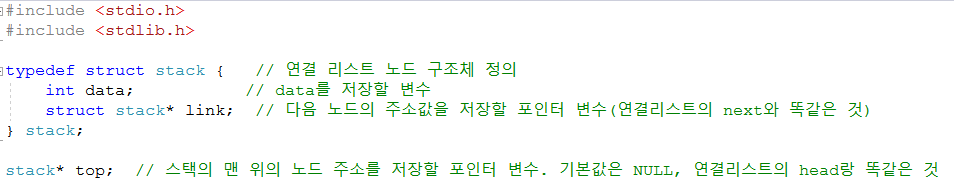 #include <stdio.h>
#include <stdlib.h>
typedef struct stack {   // 연결 리스트 노드 구조체 정의
    int data;           // data를 저장할 변수
    struct stack* link;  // 다음 노드의 주소값을 저장할 포인터 변수(연결리스트의 next와 똑같은 것)
} stack;
stack* top;  // 스택의 맨 위의 노드 주소를 저장할 포인터 변수. 기본값은 NULL, 연결리스트의 head랑 똑같은 것